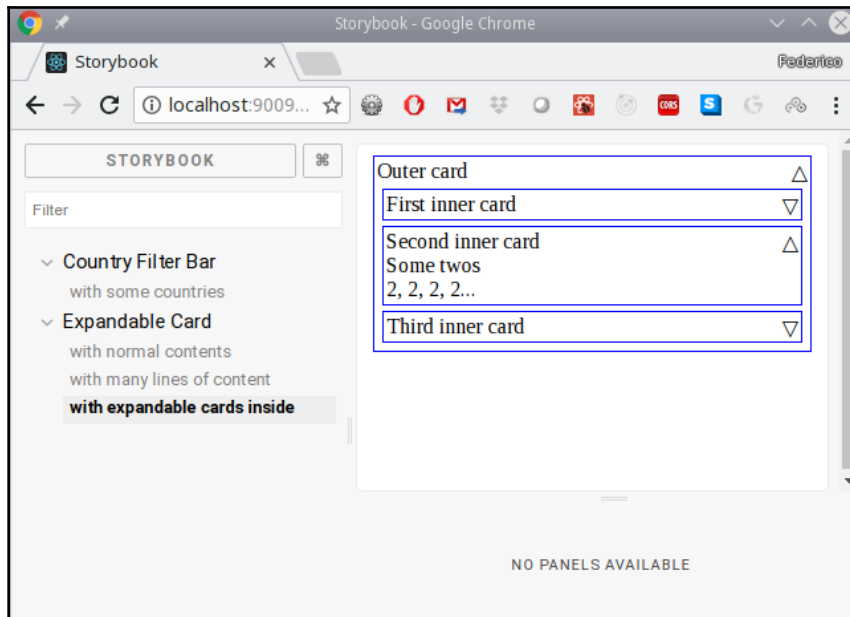 Storybook - Google Chrome
Storybook
Federico
localhost:9009...
STORYBOOK
⌘
Filter
Country Filter Bar
with some countries
Expandable Card
with normal contents
with many lines of content
with expandable cards inside
Outer card △
First inner card ▽
Second inner card △
Some twos
2, 2, 2, 2...
Third inner card ▽
NO PANELS AVAILABLE
CORS
S
G